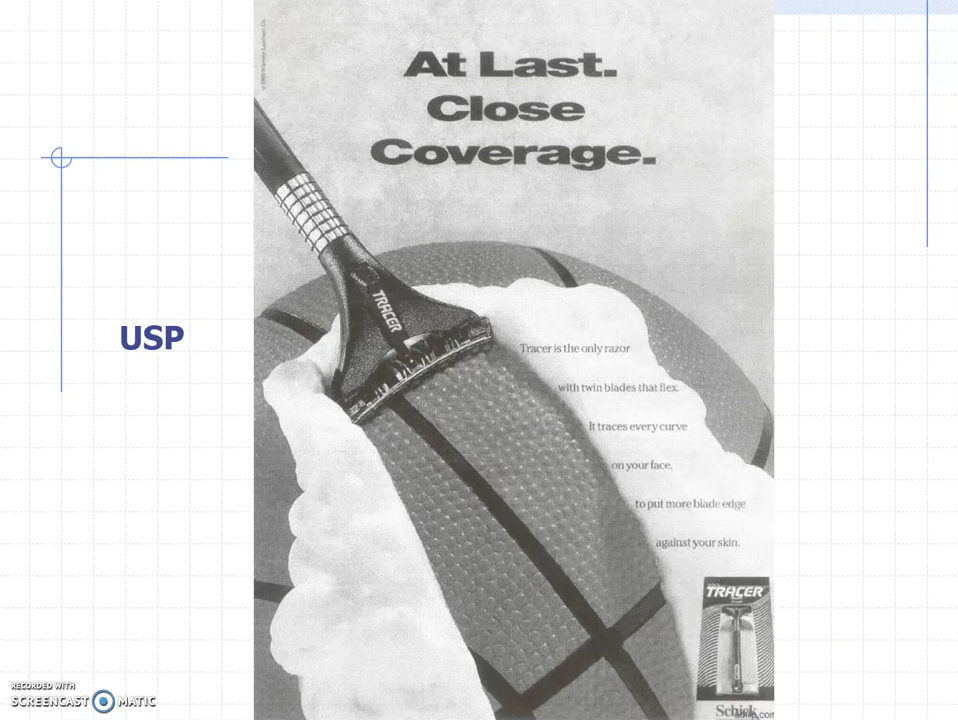 At Last.
Close
Coverage.
TRACER
USP
Tracer is the only razor
with twin blades that flex.
It traces every curve
on your face,
to put more blade edge
against your skin.
TRACER
Schick
RECORDED WITH
SCREENCAST MATIC